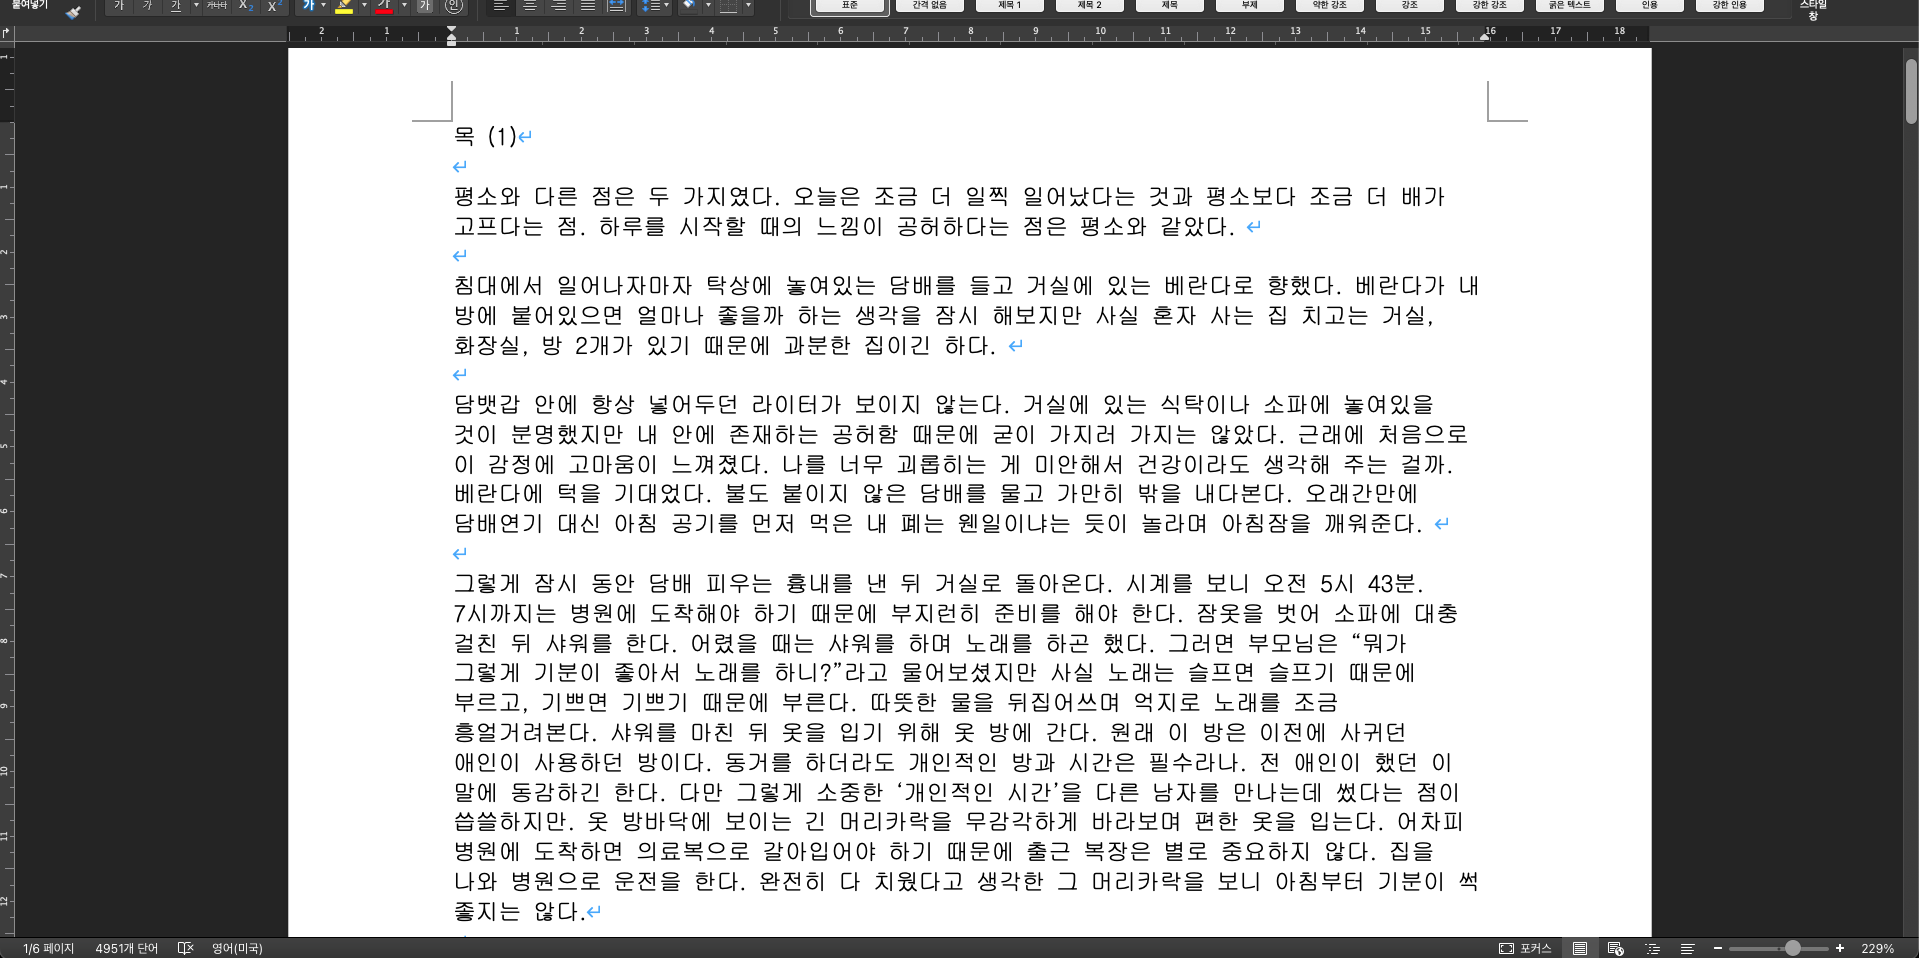 붙여넣기
가 가 가 가나다 X2 X2 가 가 가 인
표준 간격 없음 제목 1 제목 2 제목 부제 약한 강조 강조 강한 강조 굵은 텍스트 인용 강한 인용
스타일
창
2 1 1 2 3 4 5 6 7 8 9 10 11 12 13 14 15 16 17 18
목 (1)
평소와 다른 점은 두 가지였다. 오늘은 조금 더 일찍 일어났다는 것과 평소보다 조금 더 배가
고프다는 점. 하루를 시작할 때의 느낌이 공허하다는 점은 평소와 같았다.
침대에서 일어나자마자 탁상에 놓여있는 담배를 들고 거실에 있는 베란다로 향했다. 베란다가 내
방에 붙어있으면 얼마나 좋을까 하는 생각을 잠시 해보지만 사실 혼자 사는 집 치고는 거실,
화장실, 방 2개가 있기 때문에 과분한 집이긴 하다.
담뱃갑 안에 항상 넣어두던 라이터가 보이지 않는다. 거실에 있는 식탁이나 소파에 놓여있을
것이 분명했지만 내 안에 존재하는 공허함 때문에 굳이 가지러 가지는 않았다. 근래에 처음으로
이 감정에 고마움이 느껴졌다. 나를 너무 괴롭히는 게 미안해서 건강이라도 생각해 주는 걸까.
베란다에 턱을 기대었다. 불도 붙이지 않은 담배를 물고 가만히 밖을 내다본다. 오래간만에
담배연기 대신 아침 공기를 먼저 먹은 내 폐는 웬일이냐는 듯이 놀라며 아침잠을 깨워준다.
그렇게 잠시 동안 담배 피우는 흉내를 낸 뒤 거실로 돌아온다. 시계를 보니 오전 5시 43분.
7시까지는 병원에 도착해야 하기 때문에 부지런히 준비를 해야 한다. 잠옷을 벗어 소파에 대충
걸친 뒤 샤워를 한다. 어렸을 때는 샤워를 하며 노래를 하곤 했다. 그러면 부모님은 “뭐가
그렇게 기분이 좋아서 노래를 하니?”라고 물어보셨지만 사실 노래는 슬프면 슬프기 때문에
부르고, 기쁘면 기쁘기 때문에 부른다. 따뜻한 물을 뒤집어쓰며 억지로 노래를 조금
흥얼거려본다. 샤워를 마친 뒤 옷을 입기 위해 옷 방에 간다. 원래 이 방은 이전에 사귀던
애인이 사용하던 방이다. 동거를 하더라도 개인적인 방과 시간은 필수라나. 전 애인이 했던 이
말에 동감하긴 한다. 다만 그렇게 소중한 ‘개인적인 시간’을 다른 남자를 만나는데 썼다는 점이
씁쓸하지만. 옷 방바닥에 보이는 긴 머리카락을 무감각하게 바라보며 편한 옷을 입는다. 어차피
병원에 도착하면 의료복으로 갈아입어야 하기 때문에 출근 복장은 별로 중요하지 않다. 집을
나와 병원으로 운전을 한다. 완전히 다 치웠다고 생각한 그 머리카락을 보니 아침부터 기분이 썩
좋지는 않다.
1/6 페이지 4951개 단어 영어(미국) 포커스 229%